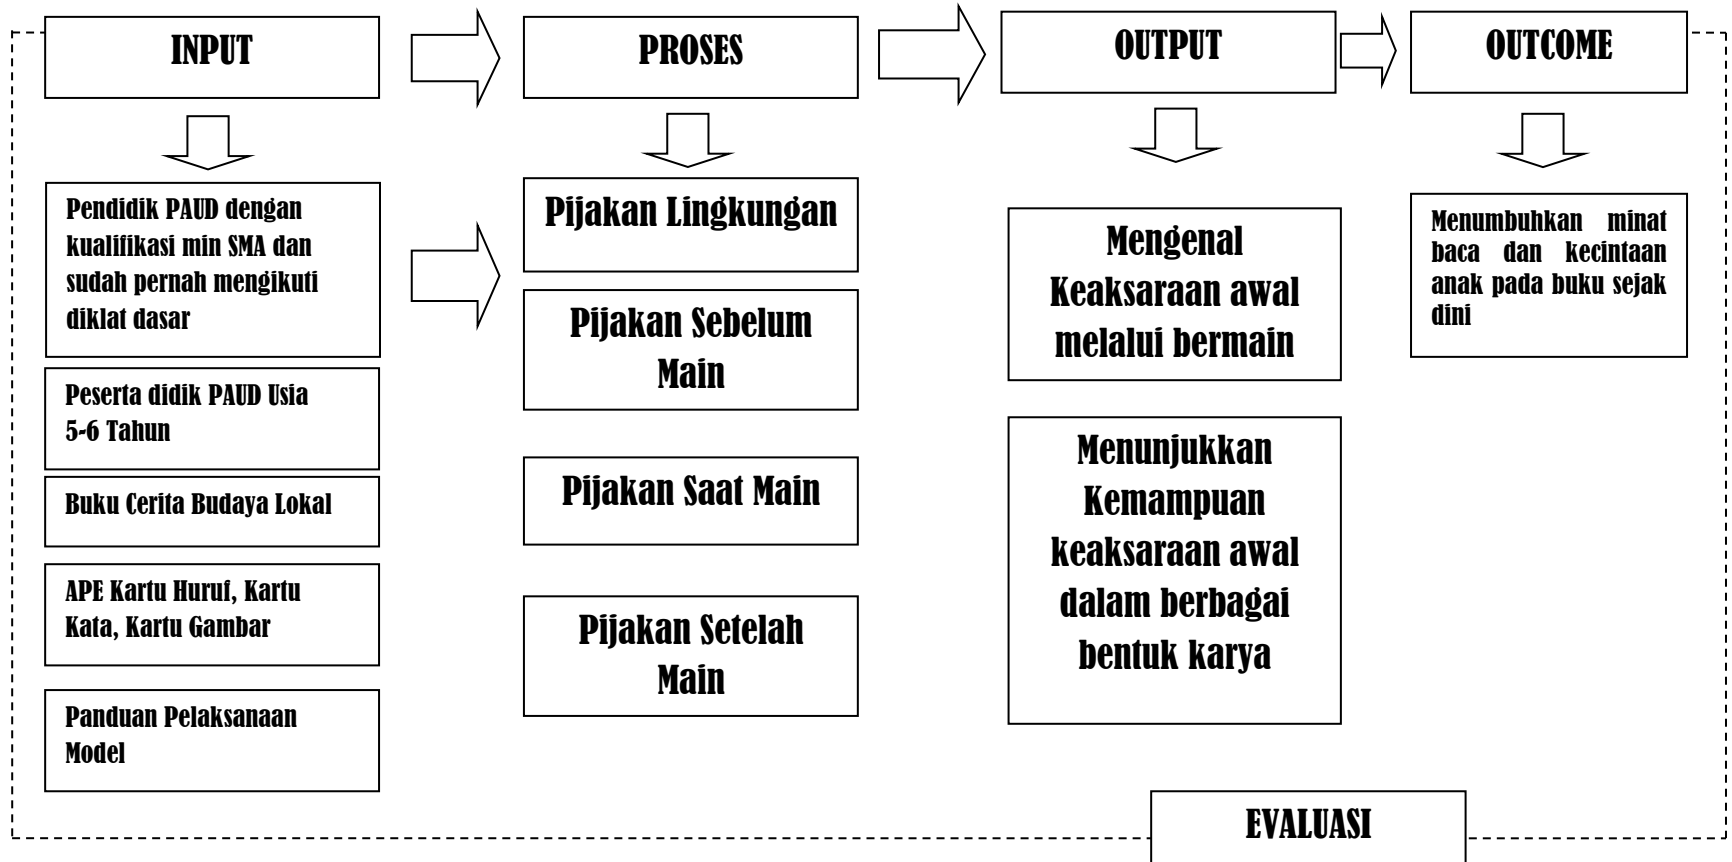 INPUT
PROSES
OUTPUT
OUTCOME
Pendidik PAUD dengan
kualifikasi min SMA dan
sudah pernah mengikuti
diklat dasar
Peserta didik PAUD Usia
5-6 Tahun
Buku Cerita Budaya Lokal
APE Kartu Huruf, Kartu
Kata, Kartu Gambar
Panduan Pelaksanaan
Model
Pijakan Lingkungan
Pijakan Sebelum
Main
Pijakan Saat Main
Pijakan Setelah
Main
Mengenal
Keaksaraan awal
melalui bermain
Menunjukkan
Kemampuan
keaksaraan awal
dalam berbagai
bentuk karya
Menumbuhkan minat
baca dan kecintaan
anak pada buku sejak
dini
EVALUASI